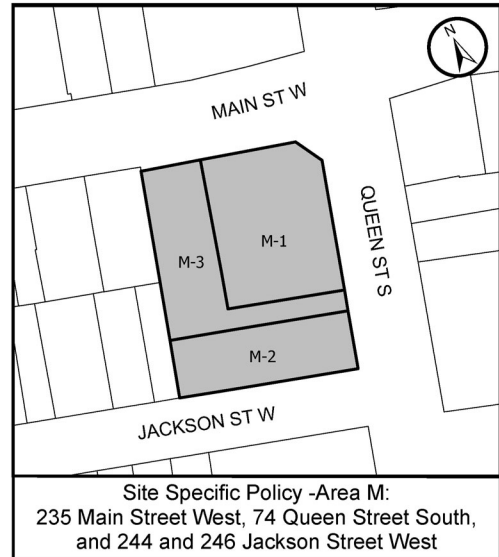 N
MAIN ST W
QUEEN ST S
M-1
M-3
M-2
JACKSON ST W
Site Specific Policy -Area M:
235 Main Street West, 74 Queen Street South,
and 244 and 246 Jackson Street West